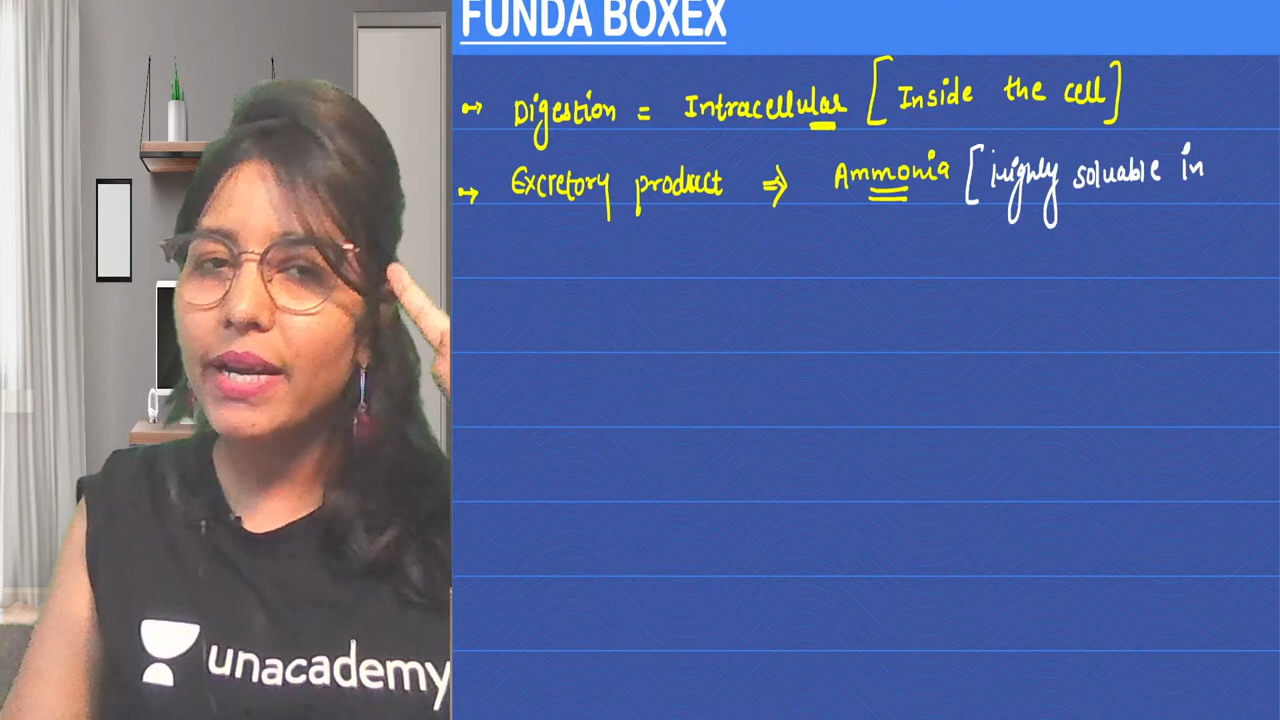 FUNDA BOXEX
Digestion = Intracellular [Inside the cell]
Excretory product ⇒ Ammonia [highly soluable in
unacademy